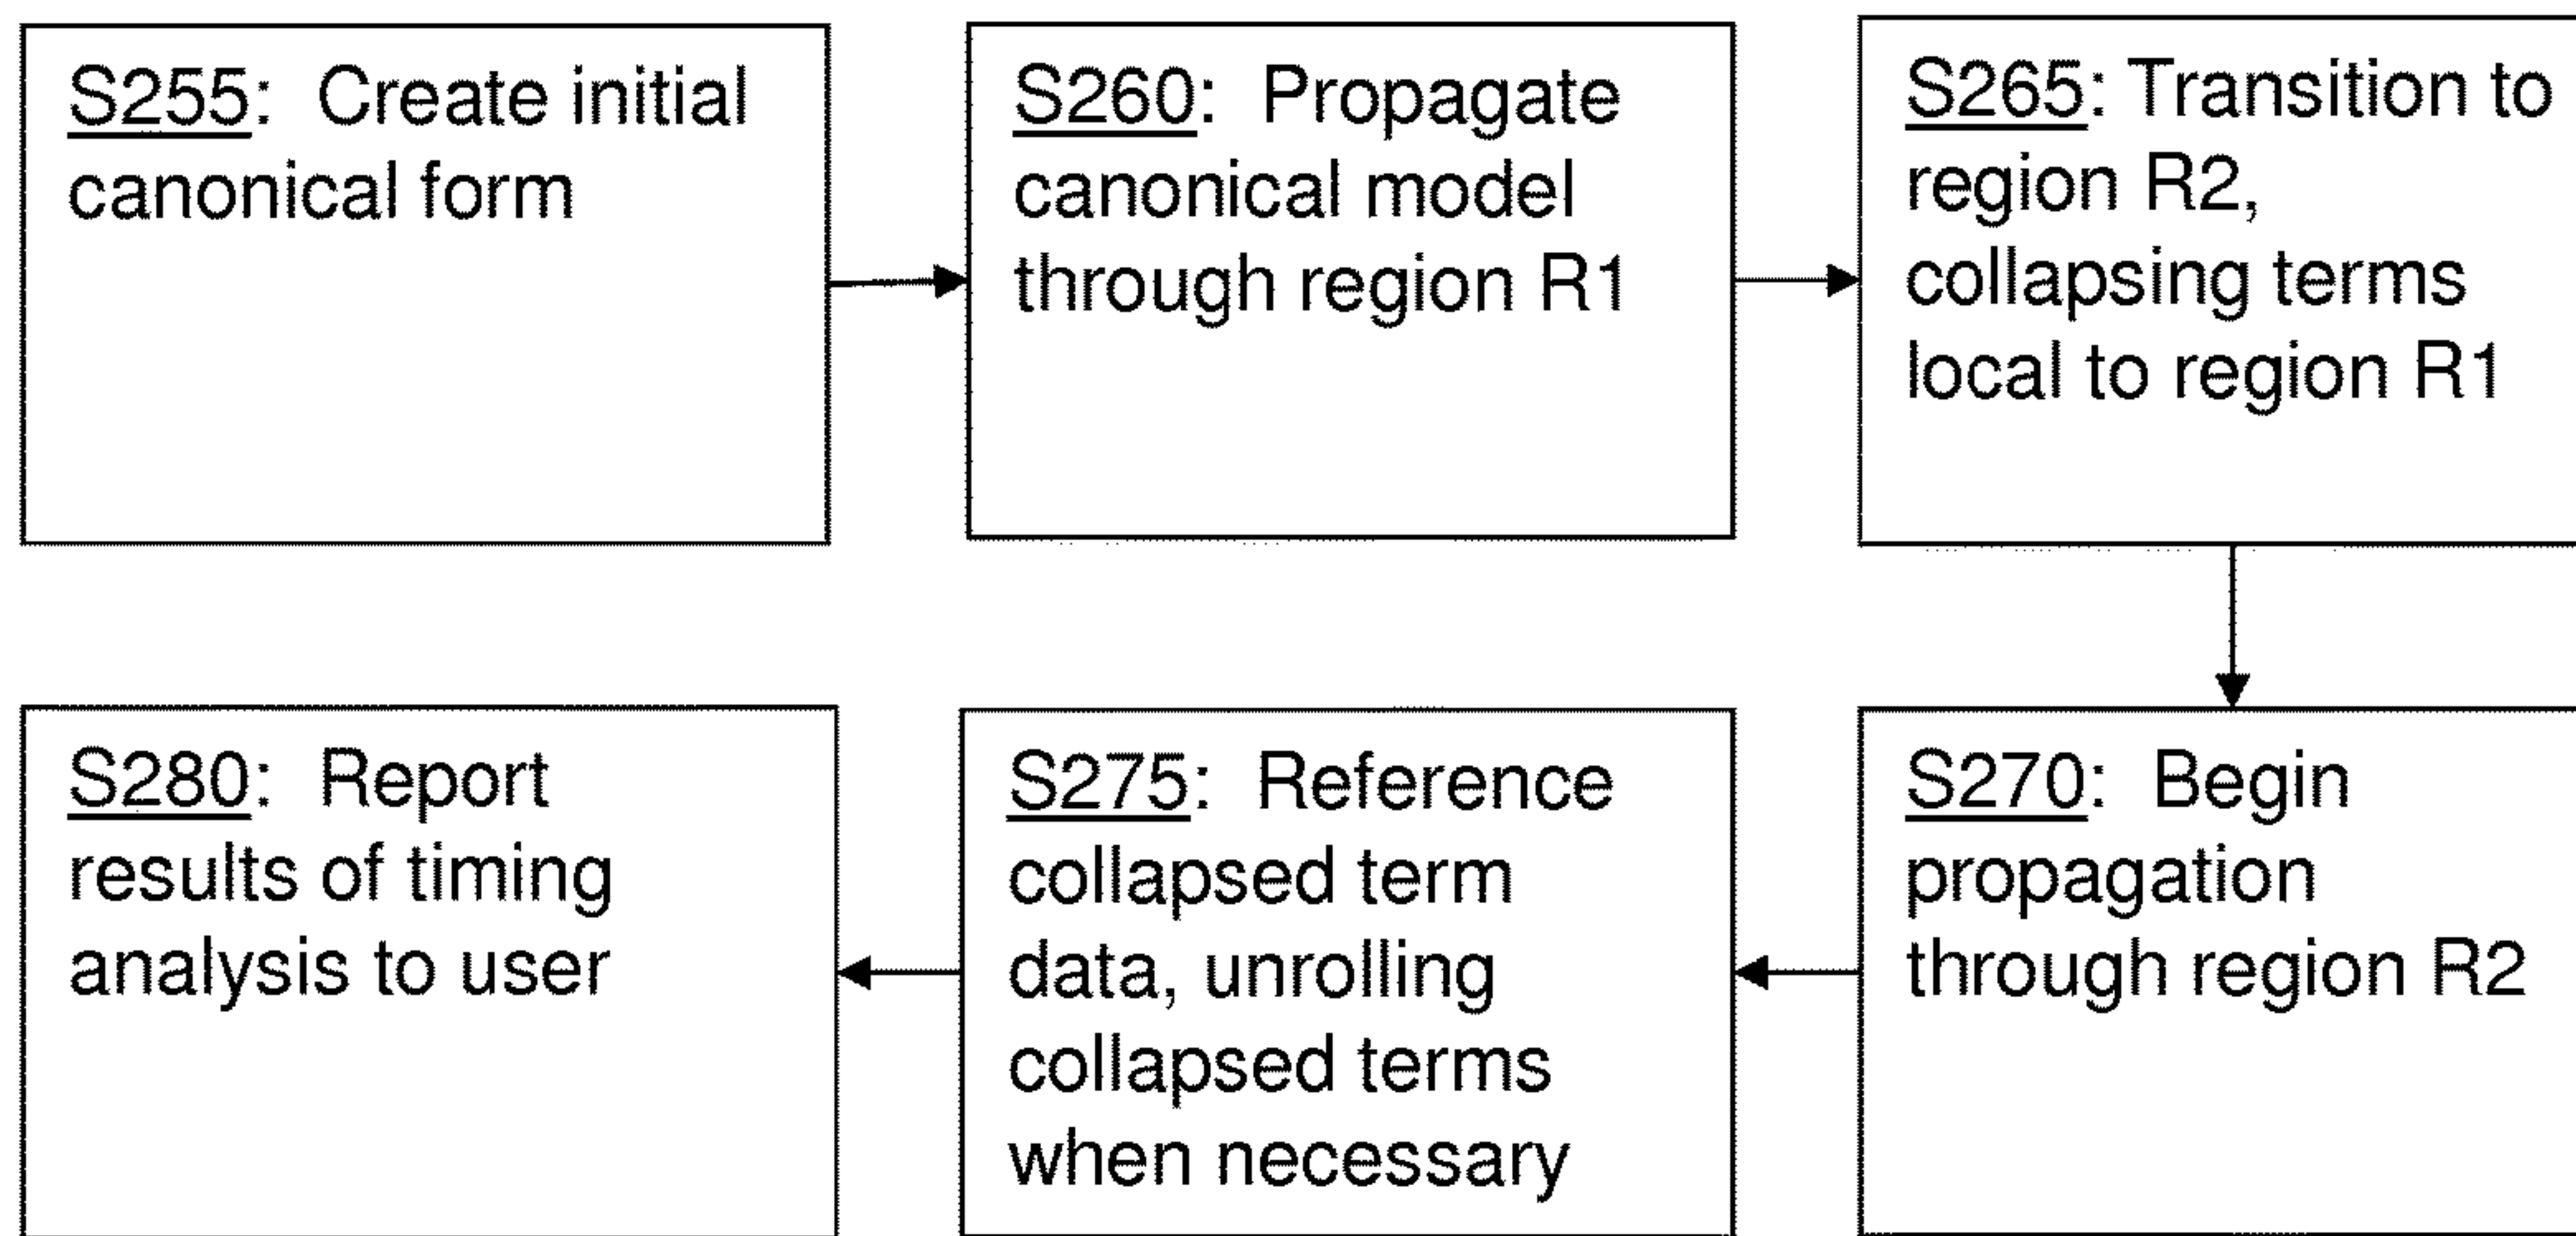 S255: Create initial
canonical form
S260: Propagate
canonical model
through region R1
S265: Transition to
region R2,
collapsing terms
local to region R1
S270: Begin
propagation
through region R2
S275: Reference
collapsed term
data, unrolling
collapsed terms
when necessary
S280: Report
results of timing
analysis to user